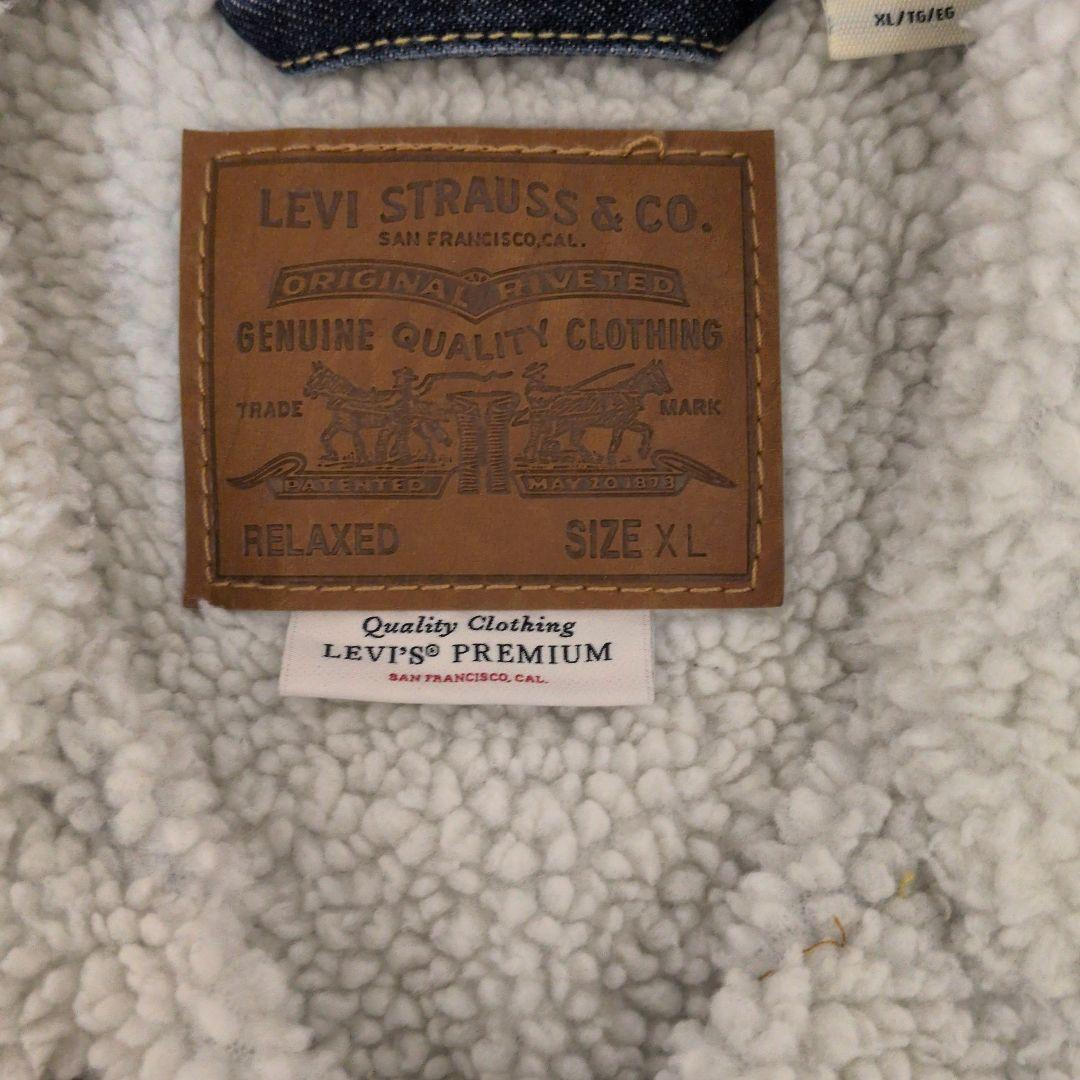 XL/TG/EG
LEVI STRAUSS & CO.
SAN FRANCISCO, CAL.
ORIGINAL RIVETED
GENUINE QUALITY CLOTHING
TRADE MARK
PATENTED MAY 20 1873
RELAXED SIZE XL
Quality Clothing
LEVI'S® PREMIUM
SAN FRANCISCO, CAL.